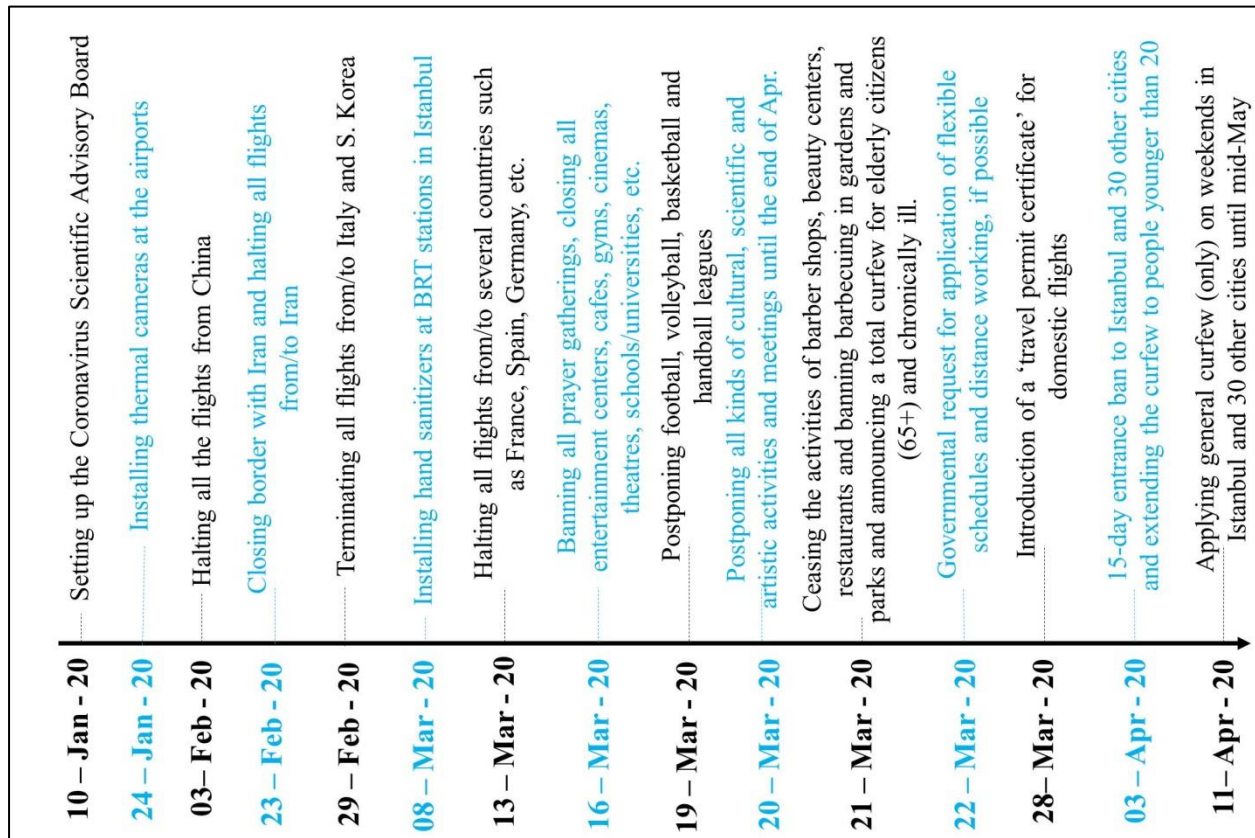 10 – Jan - 20
Setting up the Coronavirus Scientific Advisory Board
24 – Jan - 20
Installing thermal cameras at the airports
03– Feb - 20
Halting all the flights from China
23 – Feb - 20
Closing border with Iran and halting all flights
from/to Iran
29 – Feb - 20
Terminating all flights from/to Italy and S. Korea
08 – Mar - 20
Installing hand sanitizers at BRT stations in Istanbul
13 – Mar - 20
Halting all flights from/to several countries such
as France, Spain, Germany, etc.
16 – Mar - 20
Banning all prayer gatherings, closing all
entertainment centers, cafes, gyms, cinemas,
theatres, schools/universities, etc.
19 – Mar - 20
Postponing football, volleyball, basketball and
handball leagues
20 – Mar - 20
Postponing all kinds of cultural, scientific and
artistic activities and meetings until the end of Apr.
21 – Mar - 20
Ceasing the activities of barber shops, beauty centers,
restaurants and banning barbecuing in gardens and
parks and announcing a total curfew for elderly citizens
(65+) and chronically ill.
22 – Mar - 20
Governmental request for application of flexible
schedules and distance working, if possible
28– Mar - 20
Introduction of a ‘travel permit certificate’ for
domestic flights
03 – Apr - 20
15-day entrance ban to Istanbul and 30 other cities
and extending the curfew to people younger than 20
11– Apr - 20
Applying general curfew (only) on weekends in
Istanbul and 30 other cities until mid-May